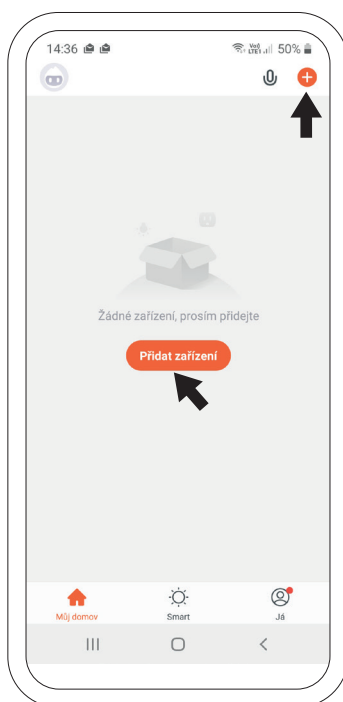 14:36 50%
Žádné zařízení, prosím přidejte
Přidat zařízení
Můj domov Smart Já